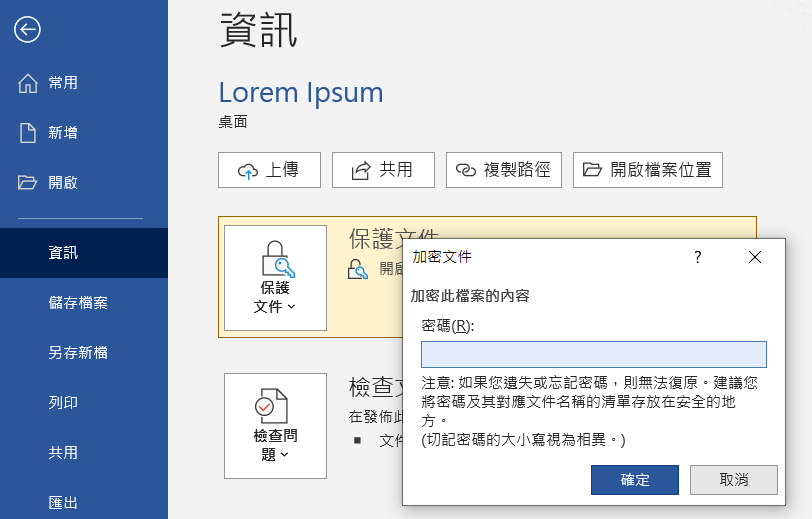 資訊
常用
新增
開啟
資訊
儲存檔案
另存新檔
列印
共用
匯出
Lorem Ipsum
桌面
上傳
共用
複製路徑
開啟檔案位置
保護
文件
保護文件
開啟
檢查問
題
檢查文
在發佈此
文件
加密文件
?
加密此檔案的內容
密碼(R):
注意: 如果您遺失或忘記密碼，則無法復原。建議您
將密碼及其對應文件名稱的清單存放在安全的地
方。
(切記密碼的大小寫視為相異。)
確定
取消